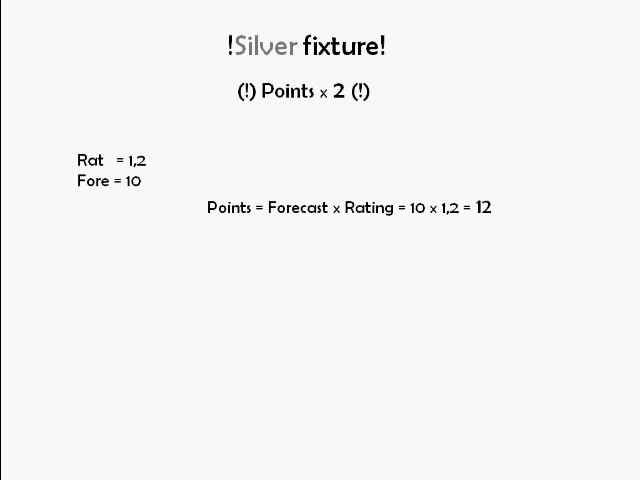 !Silver fixture!
(!) Points x 2 (!)
Rat = 1,2
Fore = 10
Points = Forecast x Rating = 10 x 1,2 = 12